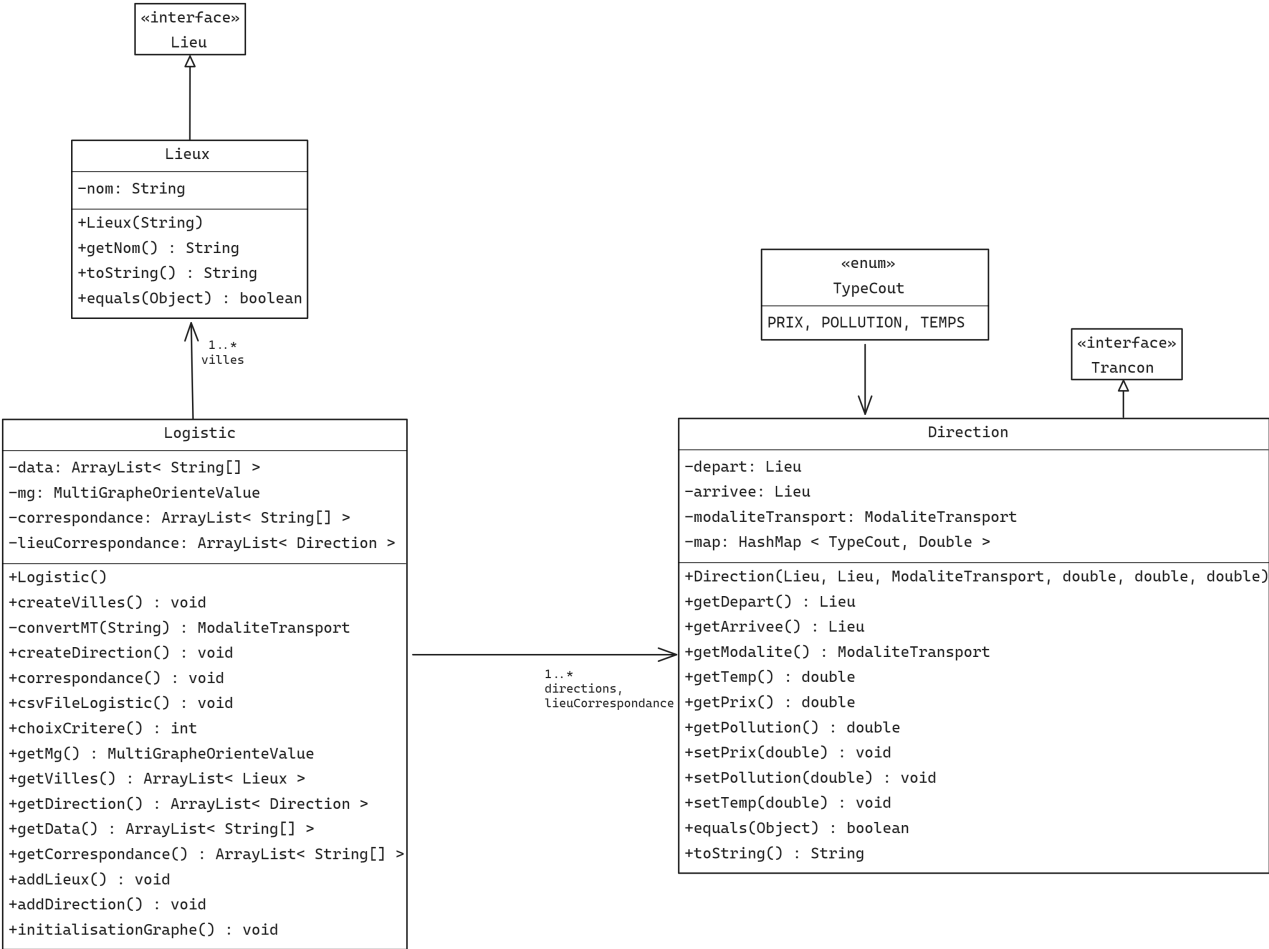 «interface»
Lieu
Lieux
-nom: String
+Lieux(String)
+getNom() : String
+toString() : String
+equals(Object) : boolean
1..*
villes
Logistic
-data: ArrayList< String[] >
-mg: MultiGrapheOrienteValue
-correspondance: ArrayList< String[] >
-lieuCorrespondance: ArrayList< Direction >
+Logistic()
+createVilles() : void
-convertMT(String) : ModaliteTransport
+createDirection() : void
+correspondance() : void
+csvFileLogistic() : void
+choixCritere() : int
+getMg() : MultiGrapheOrienteValue
+getVilles() : ArrayList< Lieux >
+getDirection() : ArrayList< Direction >
+getData() : ArrayList< String[] >
+getCorrespondance() : ArrayList< String[] >
+addLieux() : void
+addDirection() : void
+initialisationGraphe() : void
1..*
directions,
lieuCorrespondance
«enum»
TypeCout
PRIX, POLLUTION, TEMPS
«interface»
Trancon
Direction
-depart: Lieu
-arrivee: Lieu
-modaliteTransport: ModaliteTransport
-map: HashMap < TypeCout, Double >
+Direction(Lieu, Lieu, ModaliteTransport, double, double, double)
+getDepart() : Lieu
+getArrivee() : Lieu
+getModalite() : ModaliteTransport
+getTemp() : double
+getPrix() : double
+getPollution() : double
+setPrix(double) : void
+setPollution(double) : void
+setTemp(double) : void
+equals(Object) : boolean
+toString() : String